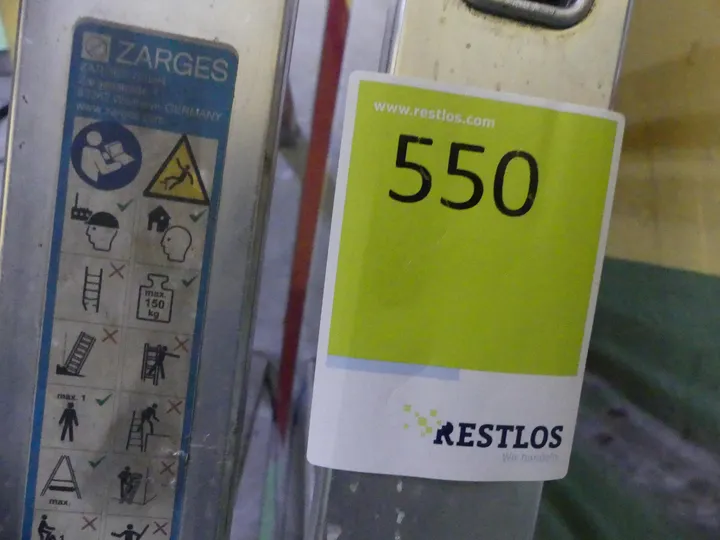 ZARGES
GERMANY
max.
150
kg
max. 1
max.
www.restlos.com
550
RESTLOS